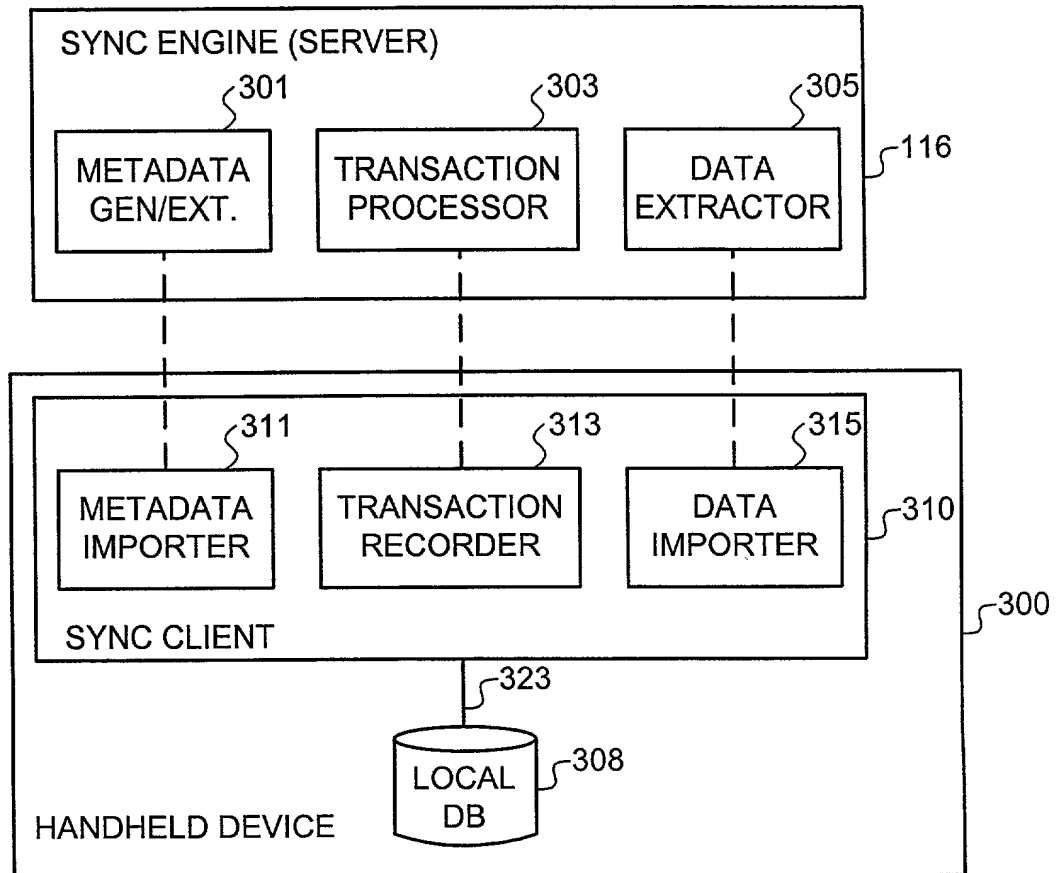 SYNC ENGINE (SERVER)
301
303
305
116
METADATA
GEN/EXT.
TRANSACTION
PROCESSOR
DATA
EXTRACTOR
311
313
315
310
METADATA
IMPORTER
TRANSACTION
RECORDER
DATA
IMPORTER
300
SYNC CLIENT
323
308
LOCAL
DB
HANDHELD DEVICE